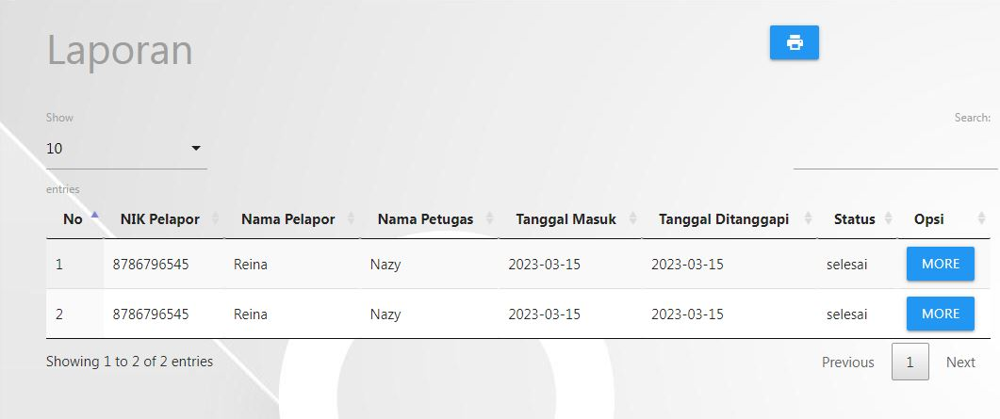 Laporan
Show
Search:
10
entries
No NIK Pelapor Nama Pelapor Nama Petugas Tanggal Masuk Tanggal Ditanggapi Status Opsi
1 8786796545 Reina Nazy 2023-03-15 2023-03-15 selesai MORE
2 8786796545 Reina Nazy 2023-03-15 2023-03-15 selesai MORE
Showing 1 to 2 of 2 entries
Previous 1 Next